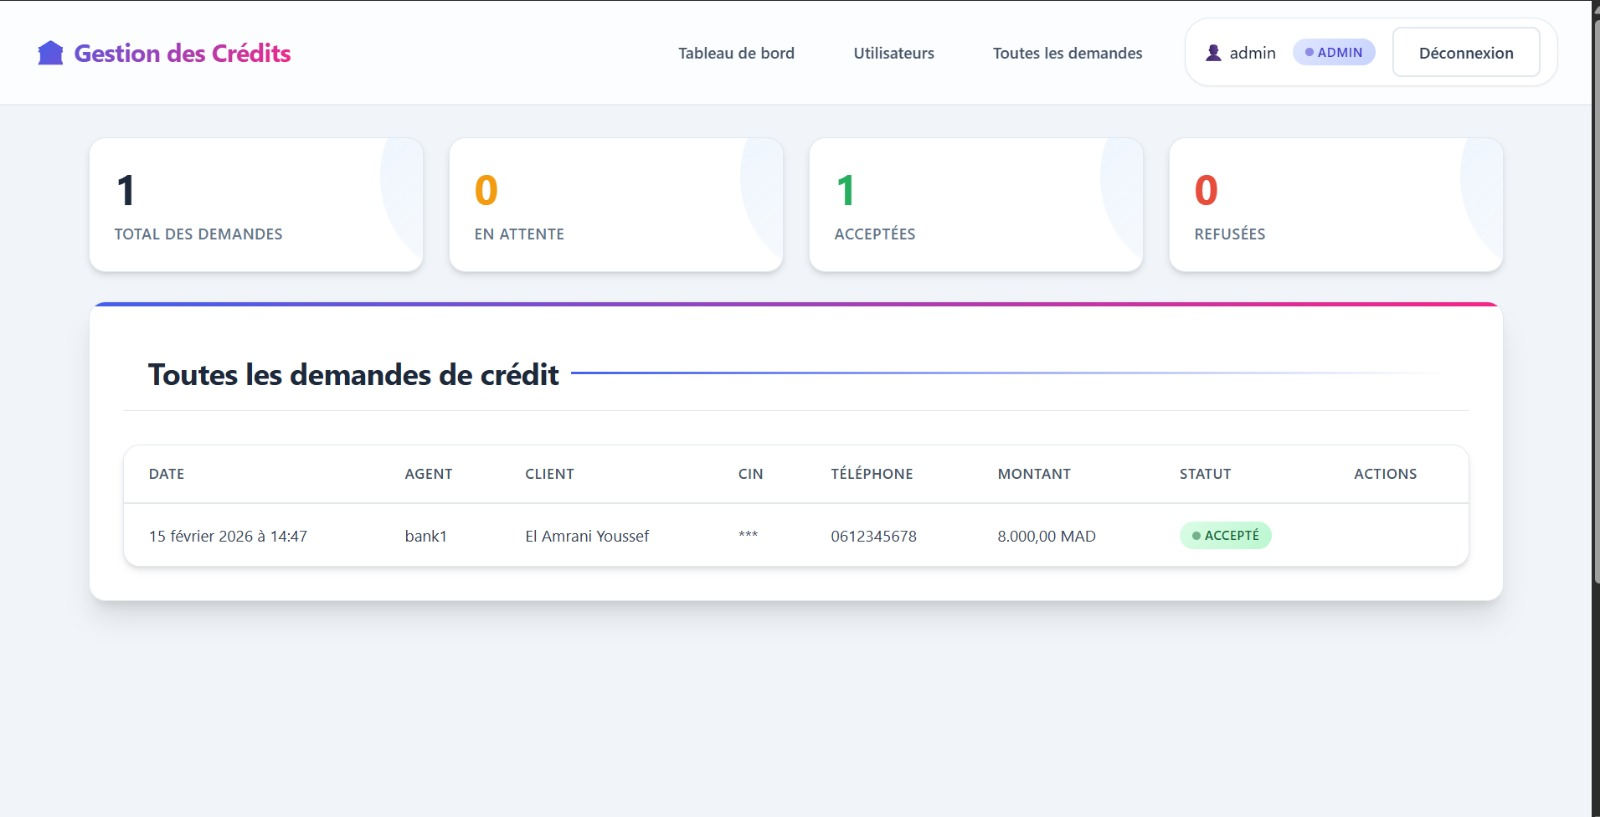 Gestion des Crédits
Tableau de bord
Utilisateurs
Toutes les demandes
admin
ADMIN
Déconnexion
1
TOTAL DES DEMANDES
0
EN ATTENTE
1
ACCEPTÉES
0
REFUSÉES
Toutes les demandes de crédit
DATE AGENT CLIENT CIN TÉLÉPHONE MONTANT STATUT ACTIONS
15 février 2026 à 14:47 bank1 El Amrani Youssef *** 0612345678 8.000,00 MAD ACCEPTÉ